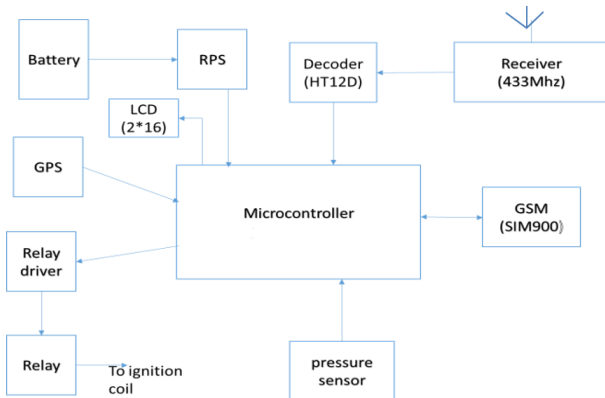 Battery
RPS
Decoder
(HT12D)
Receiver
(433Mhz)
LCD
(2*16)
GPS
Microcontroller
GSM
(SIM900)
Relay
driver
Relay
To ignition
coil
pressure
sensor